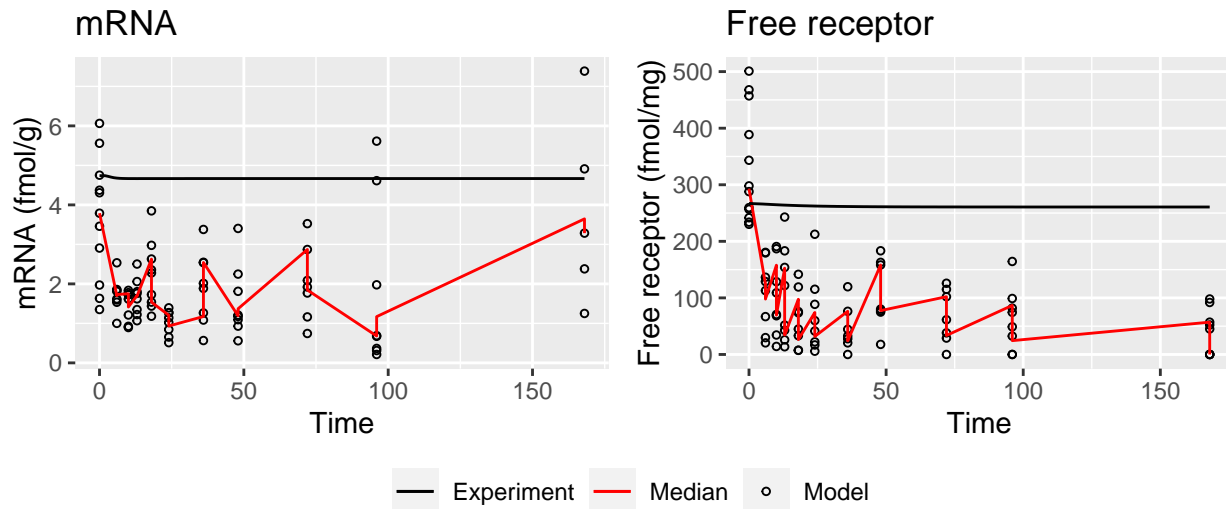 mRNA
mRNA (fmol/g)
6
4
2
0
0
50
100
150
Time
Free receptor
Free receptor (fmol/mg)
500
400
300
200
100
0
0
50
100
150
Time
Experiment
Median
Model